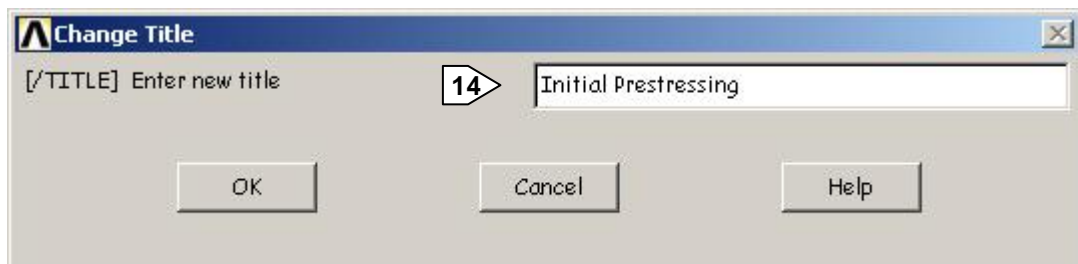 Change Title
[/TITLE] Enter new title 14 Initial Prestressing
OK Cancel Help